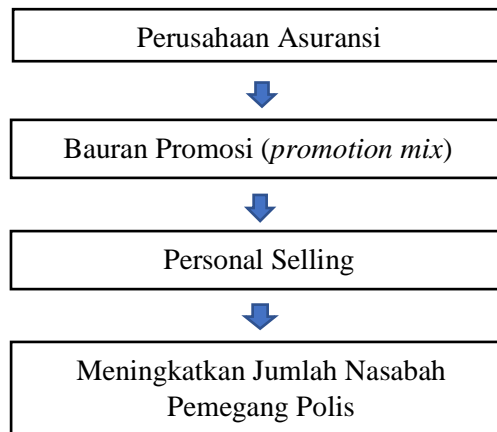 Perusahaan Asuransi
Bauran Promosi (promotion mix)
Personal Selling
Meningkatkan Jumlah Nasabah
Pemegang Polis